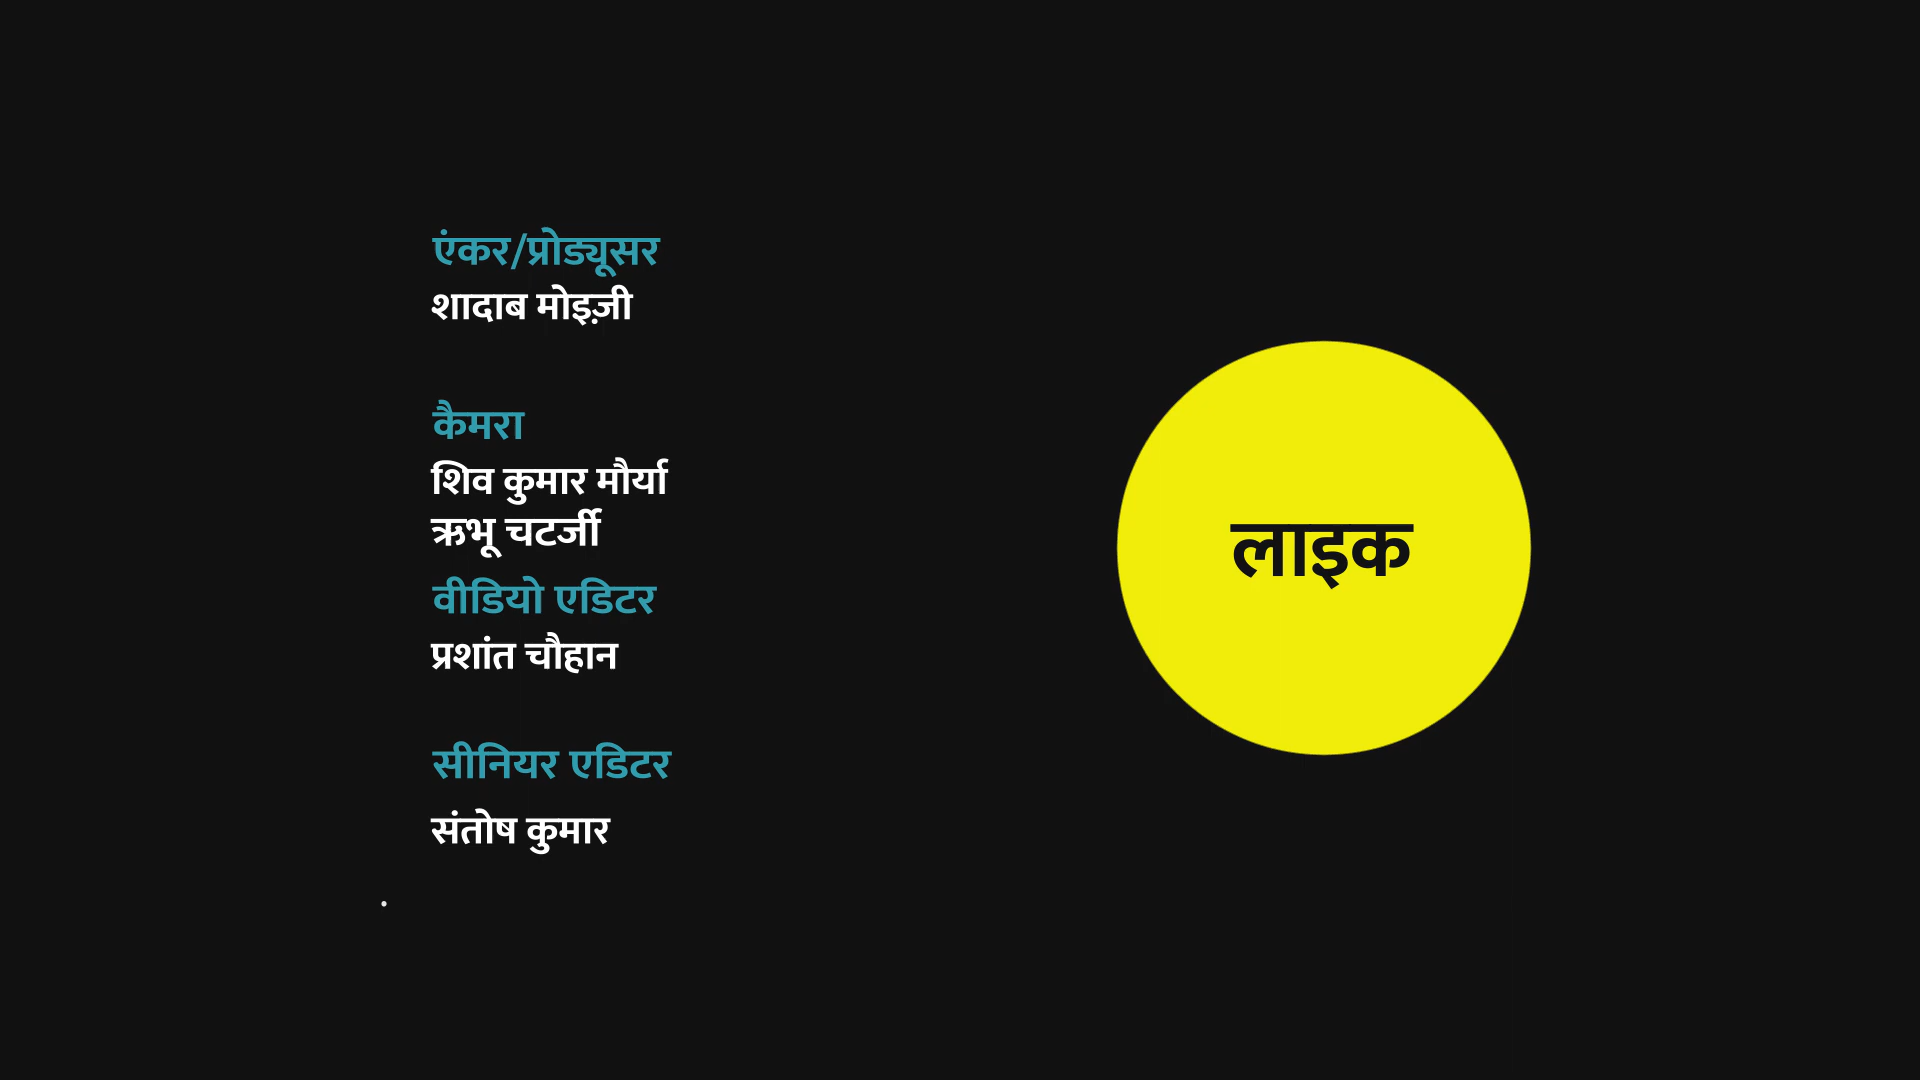 एंकर/प्रोड्यूसर
शादाब मोइज़ी
कैमरा
शिव कुमार मौर्या
ऋभू चटर्जी
वीडियो एडिटर
प्रशांत चौहान
सीनियर एडिटर
संतोष कुमार
.
लाइक